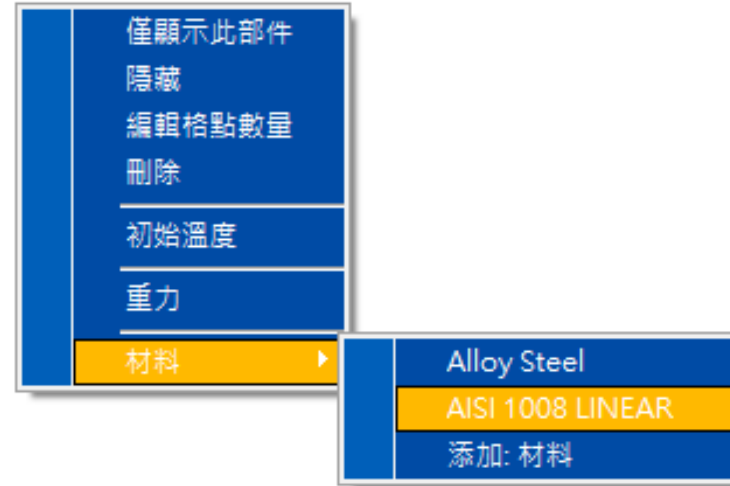 僅顯示此部件
隱藏
編輯格點數量
刪除
初始溫度
重力
材料
Alloy Steel
AISI 1008 LINEAR
添加: 材料